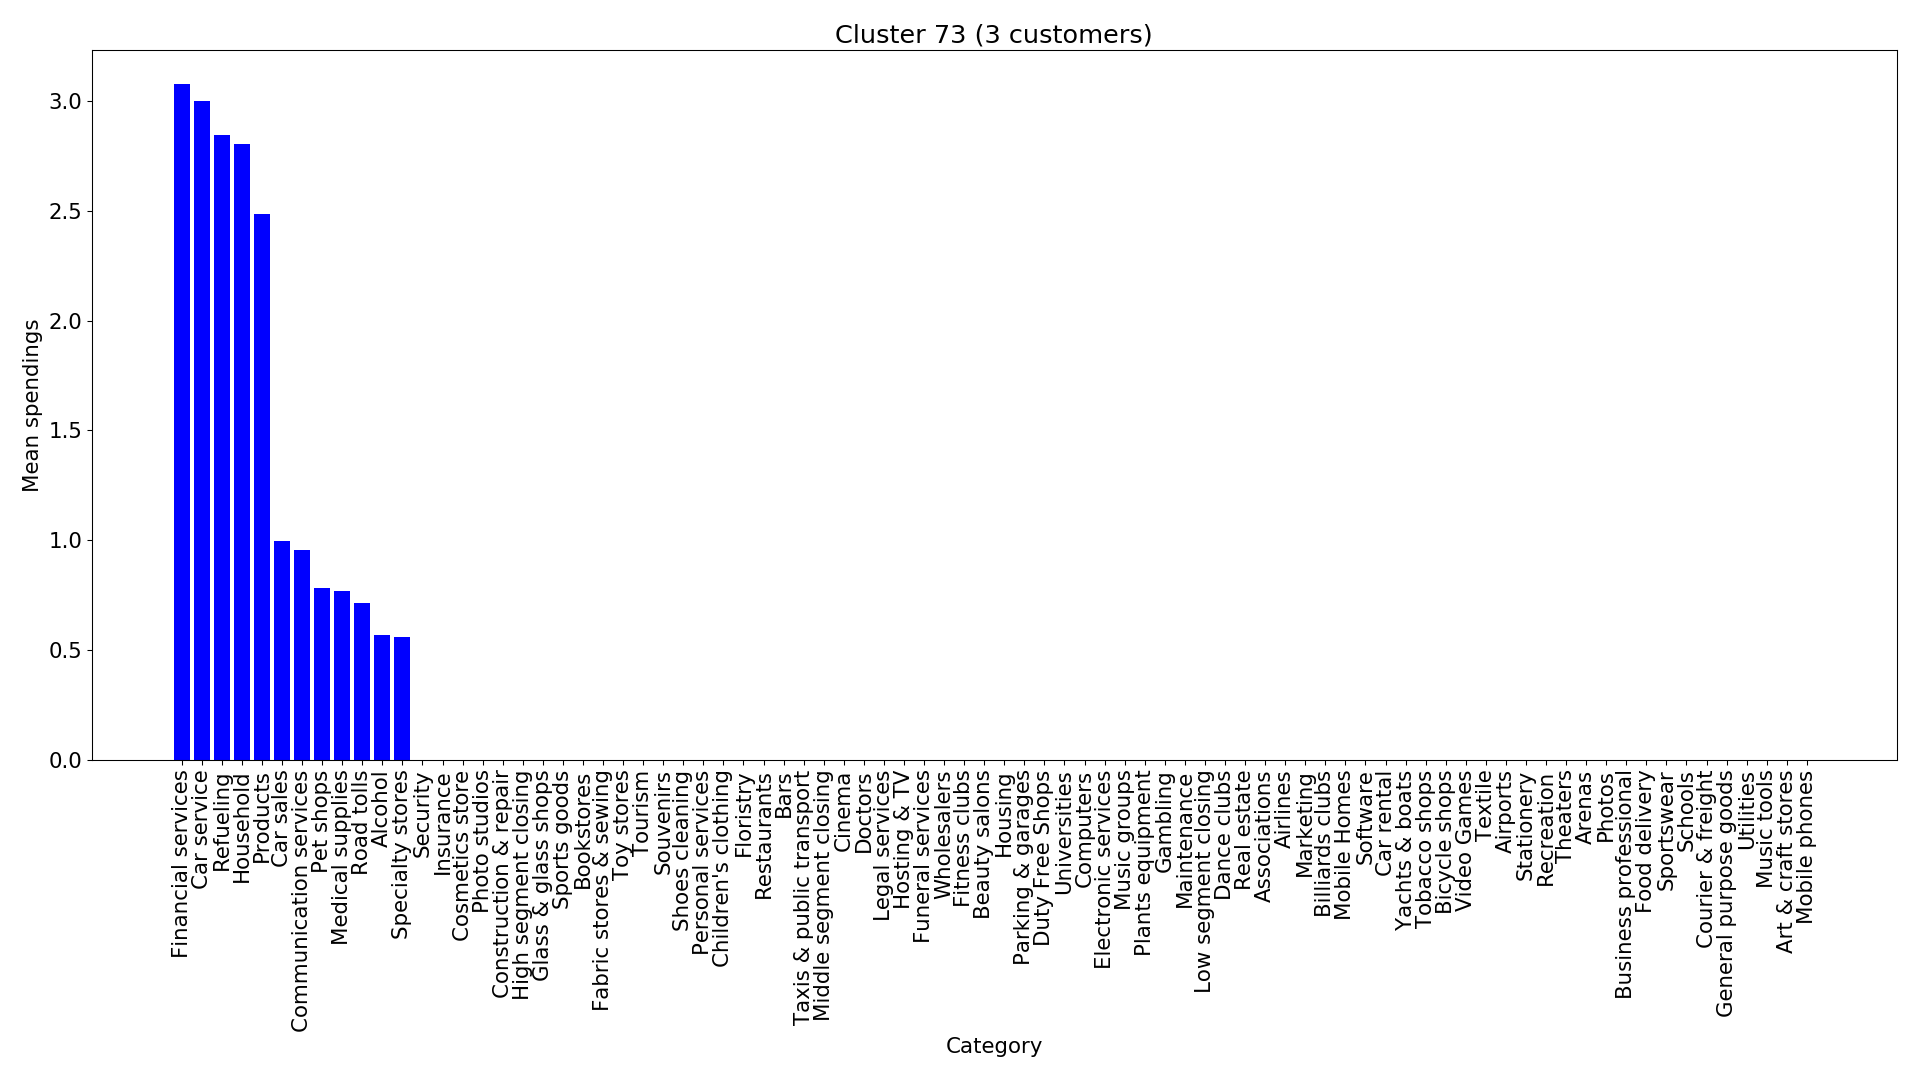 Cluster 73 (3 customers)
Mean spendings
3.0
2.5
2.0
1.5
1.0
0.5
0.0
Financial services
Car service
Refueling
Household
Products
Car sales
Communication services
Pet shops
Medical supplies
Road tolls
Alcohol
Specialty stores
Security
Insurance
Cosmetics store
Photo studios
Construction & repair
High segment closing
Glass & glass shops
Sports goods
Bookstores
Fabric stores & sewing
Toy stores
Tourism
Souvenirs
Shoes cleaning
Personal services
Children's clothing
Floristry
Restaurants
Bars
Taxis & public transport
Middle segment closing
Cinema
Doctors
Legal services
Hosting & TV
Funeral services
Wholesalers
Fitness clubs
Beauty salons
Housing
Parking & garages
Duty Free Shops
Universities
Computers
Electronic services
Music groups
Plants equipment
Gambling
Maintenance
Low segment closing
Dance clubs
Real estate
Associations
Airlines
Marketing
Billiards clubs
Mobile Homes
Software
Car rental
Yachts & boats
Tobacco shops
Bicycle shops
Video Games
Textile
Airports
Stationery
Recreation
Theaters
Arenas
Photos
Business professional
Food delivery
Sportswear
Schools
Courier & freight
General purpose goods
Utilities
Music tools
Art & craft stores
Mobile phones
Category